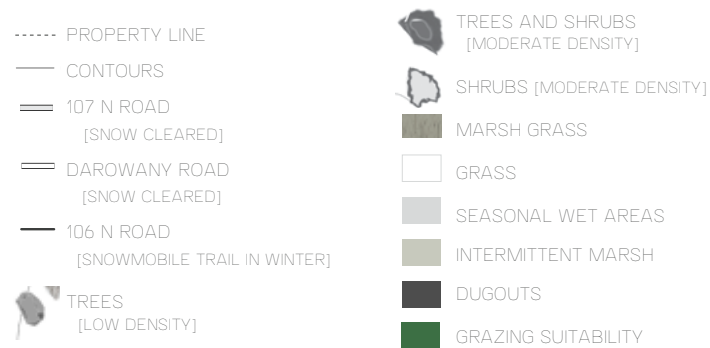 PROPERTY LINE
CONTOURS
107 N ROAD
[SNOW CLEARED]
DAROWANY ROAD
[SNOW CLEARED]
106 N ROAD
[SNOWMOBILE TRAIL IN WINTER]
TREES
[LOW DENSITY]
TREES AND SHRUBS
[MODERATE DENSITY]
SHRUBS [MODERATE DENSITY]
MARSH GRASS
GRASS
SEASONAL WET AREAS
INTERMITTENT MARSH
DUGOUTS
GRAZING SUITABILITY